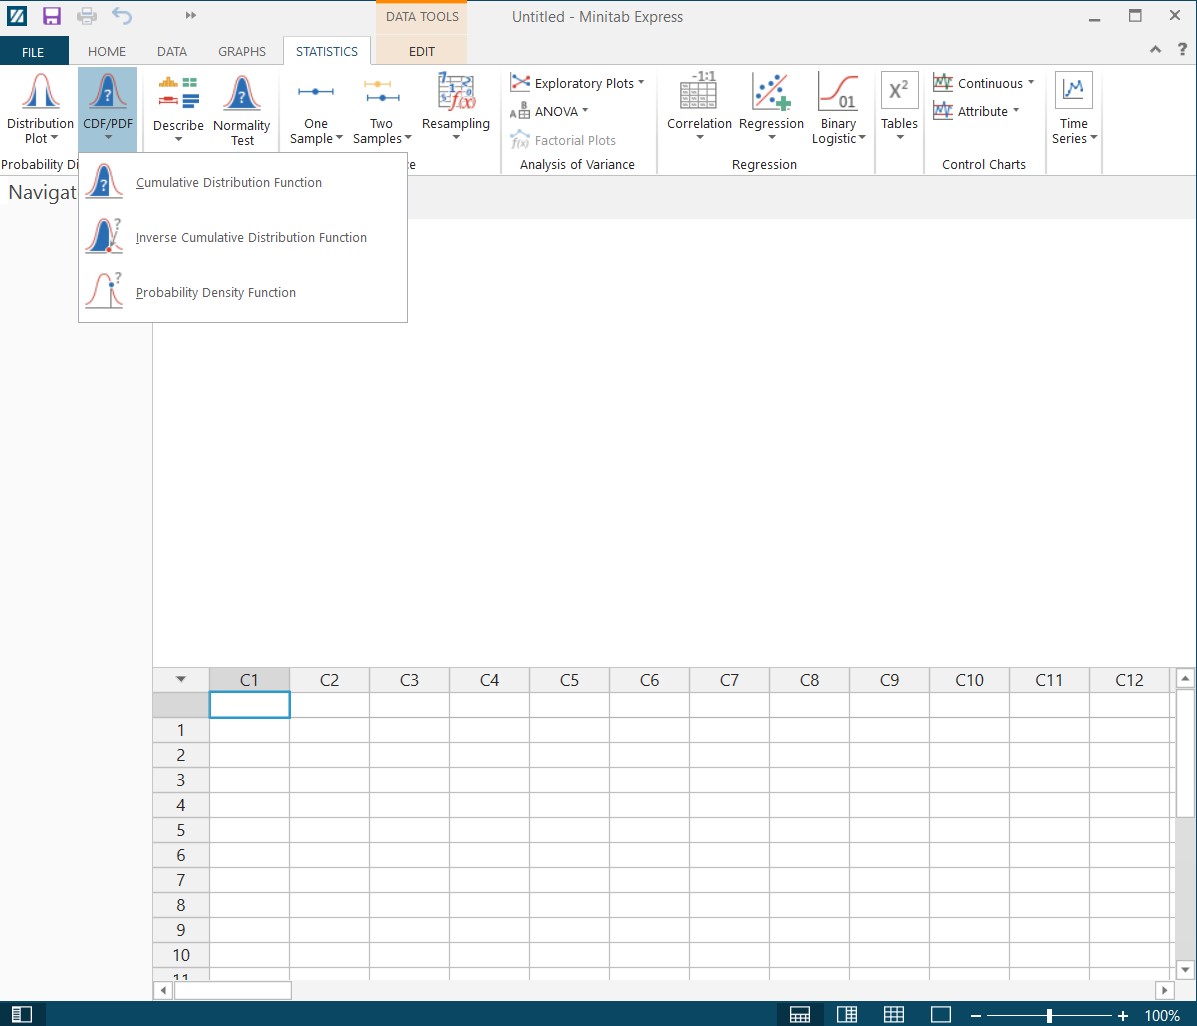 DATA TOOLS
Untitled - Minitab Express
FILE
HOME
DATA
GRAPHS
STATISTICS
EDIT
?
Distribution
Plot
CDF/PDF
Describe
Normality
Test
One
Sample
Two
Samples
Resampling
Exploratory Plots
ANOVA
Factorial Plots
Correlation
Regression
Binary
Logistic
Tables
Continuous
Attribute
Time
Series
Probability Di
ce
Analysis of Variance
Regression
Control Charts
Navigat
Cumulative Distribution Function
Inverse Cumulative Distribution Function
Probability Density Function
C1 C2 C3 C4 C5 C6 C7 C8 C9 C10 C11 C12
1
2
3
4
5
6
7
8
9
10
11
100%